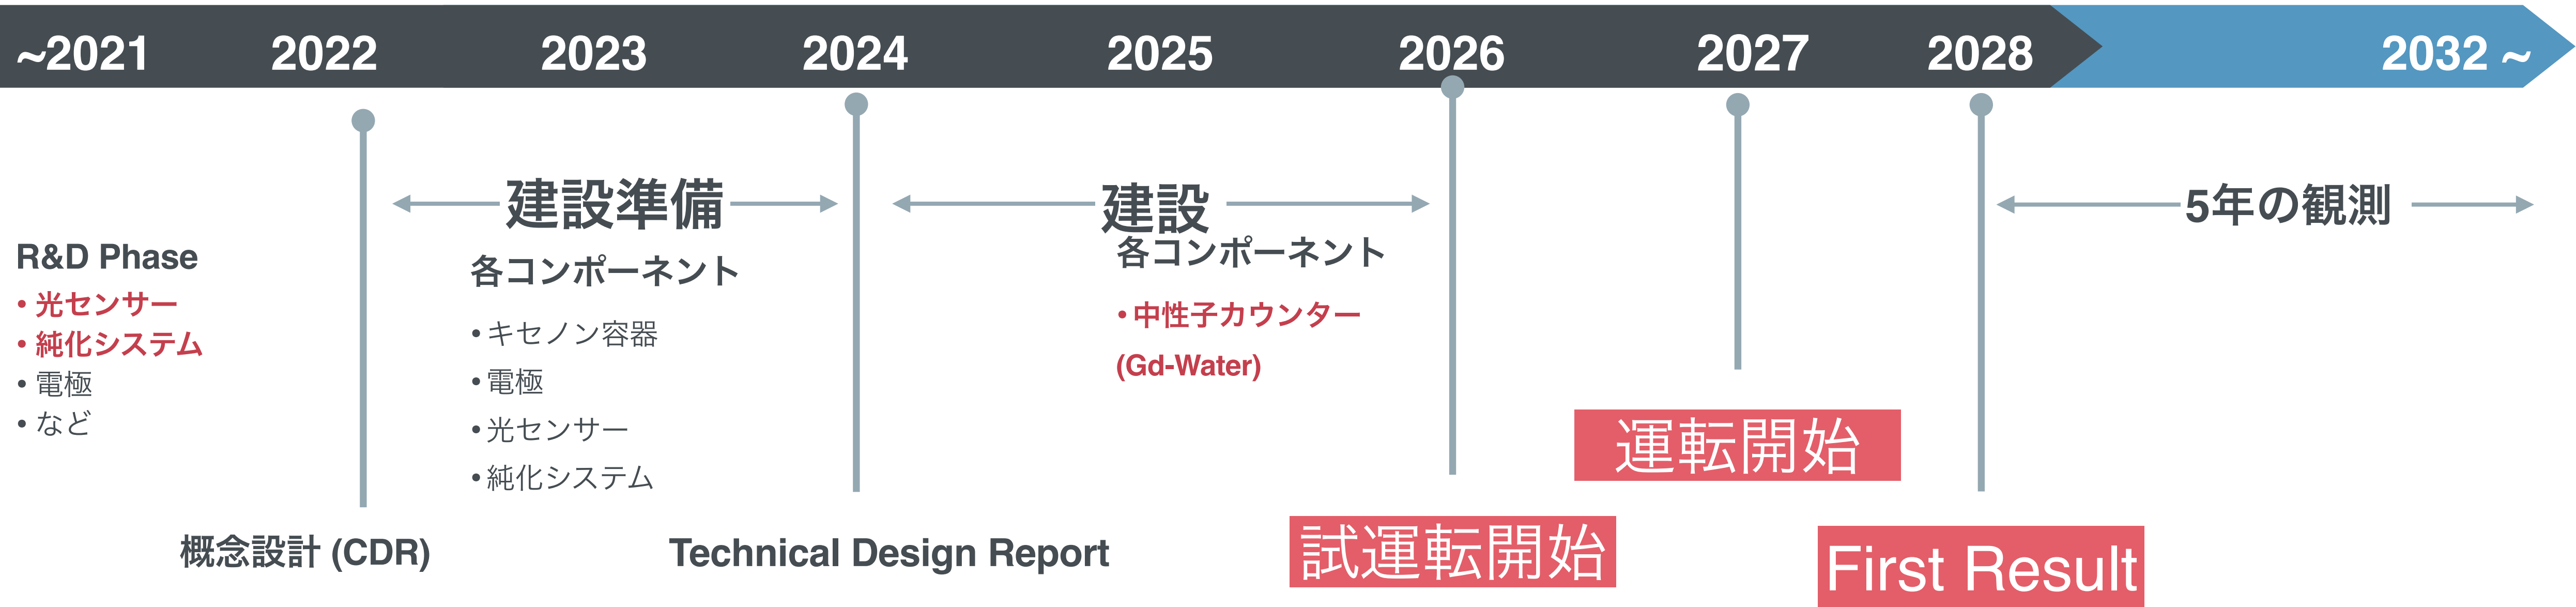 ~2021 2022 2023 2024 2025 2026 2027 2028 2032 ~
R&D Phase
• 光センサー
• 純化システム
• 電極
• など
概念設計 (CDR)
建設準備
各コンポーネント
• キセノン容器
• 電極
• 光センサー
• 純化システム
Technical Design Report
建設
各コンポーネント
• 中性子カウンター
(Gd-Water)
試運転開始
運転開始
First Result
5年の観測